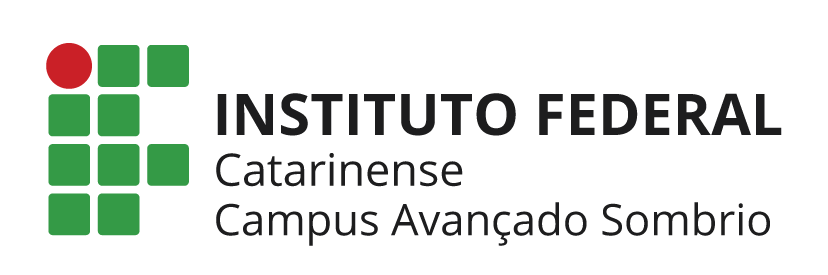 INSTITUTO FEDERAL
Catarinense
Campus Avançado Sombrio